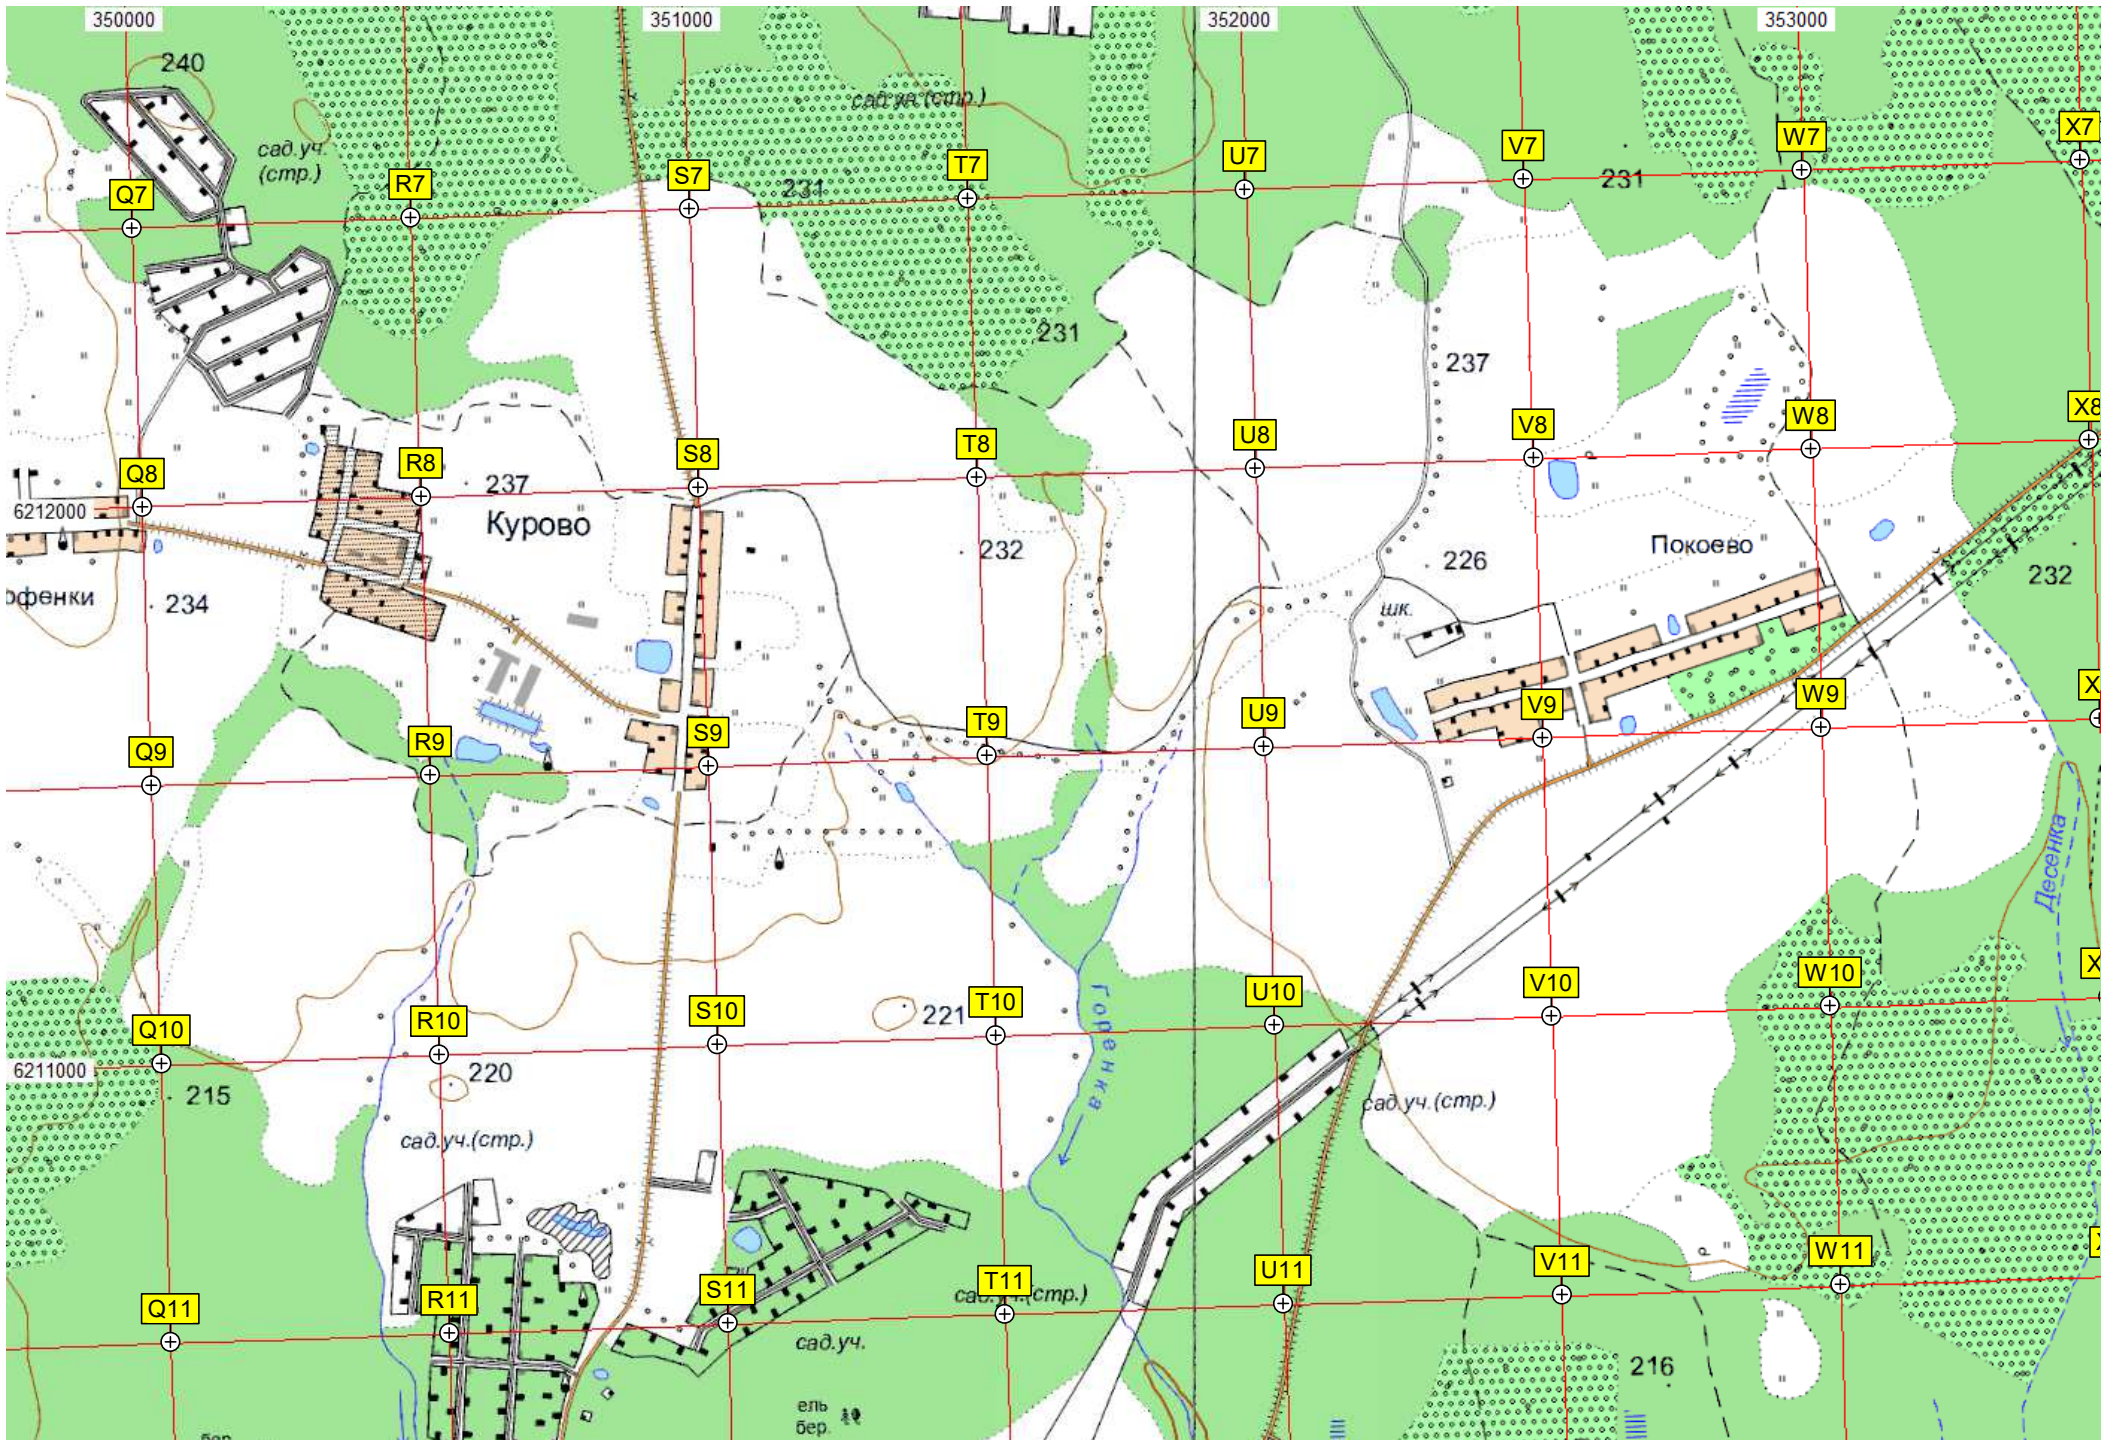 350000
351000
352000
353000
240
сад.уч.(стр.)
сад.уч.
(стр.)
Q7
R7
S7
T7
U7
V7
W7
X7
231
231
231
237
Q8
R8
S8
T8
U8
V8
W8
X8
6212000
237
Курово
232
226
Покоево
232
офенки
234
шк.
Q9
R9
S9
T9
U9
V9
W9
X
Десенка
Q10
R10
S10
T10
U10
V10
W10
X
221
Горенка
6211000
220
215
сад.уч.(стр.)
сад.уч.(стр.)
Q11
R11
S11
T11
U11
V11
W11
сад.уч.(стр.)
сад.уч.
216
ель
бер.